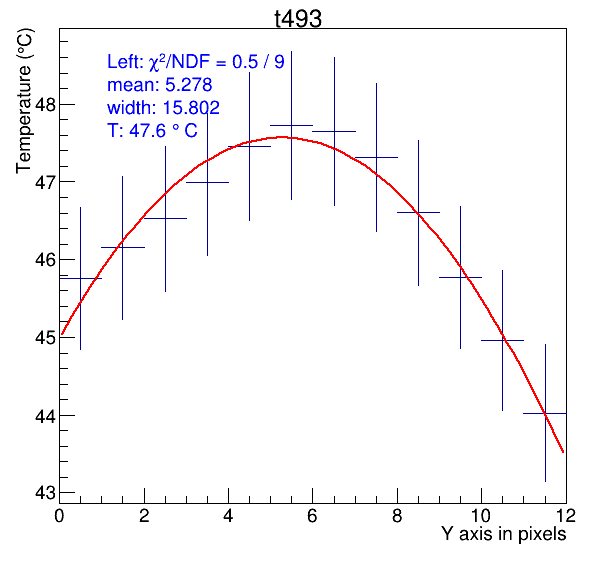 t493
Temperature (°C)
Left: χ²/NDF = 0.5 / 9
mean: 5.278
width: 15.802
T: 47.6 ° C
48
47
46
45
44
43
0 2 4 6 8 10 12
Y axis in pixels